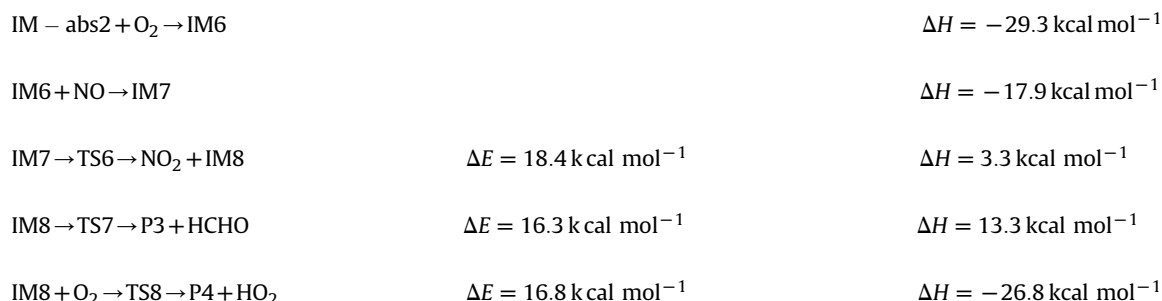 IM – abs2 + O₂ → IM6 ΔH = −29.3 kcal mol⁻¹
IM6 + NO → IM7 ΔH = −17.9 kcal mol⁻¹
IM7 → TS6 → NO₂ + IM8 ΔE = 18.4 k cal mol⁻¹ ΔH = 3.3 kcal mol⁻¹
IM8 → TS7 → P3 + HCHO ΔE = 16.3 k cal mol⁻¹ ΔH = 13.3 kcal mol⁻¹
IM8 + O₂ → TS8 → P4 + HO₂ ΔE = 16.8 k cal mol⁻¹ ΔH = −26.8 kcal mol⁻¹